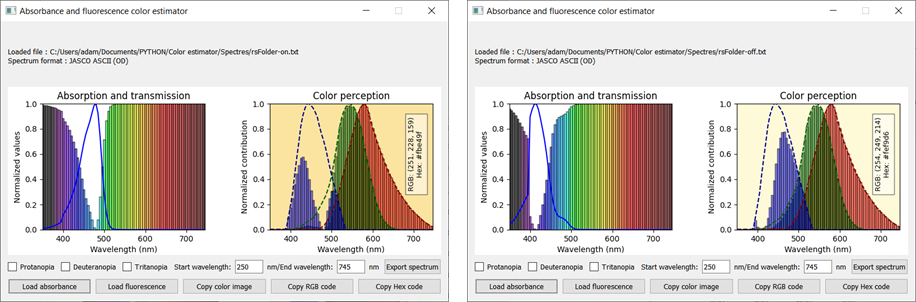 Absorbance and fluorescence color estimator
Loaded file : C:/Users/adam/Documents/PYTHON/Color estimator/Spectres/rsFolder-on.txt
Spectrum format : JASCO ASCII (OD)
Absorption and transmission
Normalized values
1.0
0.8
0.6
0.4
0.2
0.0
400 500 600 700
Wavelength (nm)
Color perception
Normalized contribution
1.0
0.8
0.6
0.4
0.2
0.0
400 500 600 700
Wavelength (nm)
RGB: (251, 228, 159)
Hex: #fbe49f
Protanopia Deuteranopia Tritanopia Start wavelength: 250 nm/End wavelength: 745 nm Export spectrum
Load absorbance Load fluorescence Copy color image Copy RGB code Copy Hex code
Absorbance and fluorescence color estimator
Loaded file : C:/Users/adam/Documents/PYTHON/Color estimator/Spectres/rsFolder-off.txt
Spectrum format : JASCO ASCII (OD)
Absorption and transmission
Normalized values
1.0
0.8
0.6
0.4
0.2
0.0
400 500 600 700
Wavelength (nm)
Color perception
Normalized contribution
1.0
0.8
0.6
0.4
0.2
0.0
400 500 600 700
Wavelength (nm)
RGB: (254, 249, 214)
Hex: #fef9d6
Protanopia Deuteranopia Tritanopia Start wavelength: 250 nm/End wavelength: 745 nm Export spectrum
Load absorbance Load fluorescence Copy color image Copy RGB code Copy Hex code